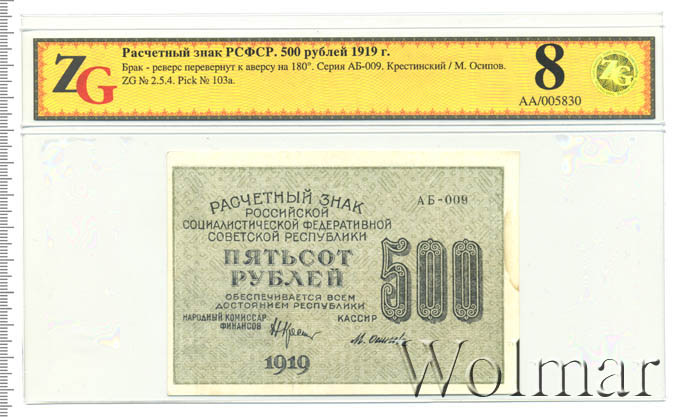 ZG
Расчетный знак РСФСР. 500 рублей 1919 г.
Брак - реверс перевернут к аверсу на 180°. Серия АБ-009. Крестинский / М. Осипов.
ZG № 2.5.4. Pick № 103a.
8
ZG
AA/005830
РАСЧЕТНЫЙ ЗНАК
РОССИЙСКОЙ
СОЦИАЛИСТИЧЕСКОЙ ФЕДЕРАТИВНОЙ
СОВЕТСКОЙ РЕСПУБЛИКИ
АБ-009
ПЯТЬСОТ
РУБЛЕЙ
500
ОБЕСПЕЧИВАЕТСЯ ВСЕМ
ДОСТОЯНИЕМ РЕСПУБЛИКИ
НАРОДНЫЙ КОМИССАР
ФИНАНСОВ
КАССИР
М. Осипов
1919
Wolmar